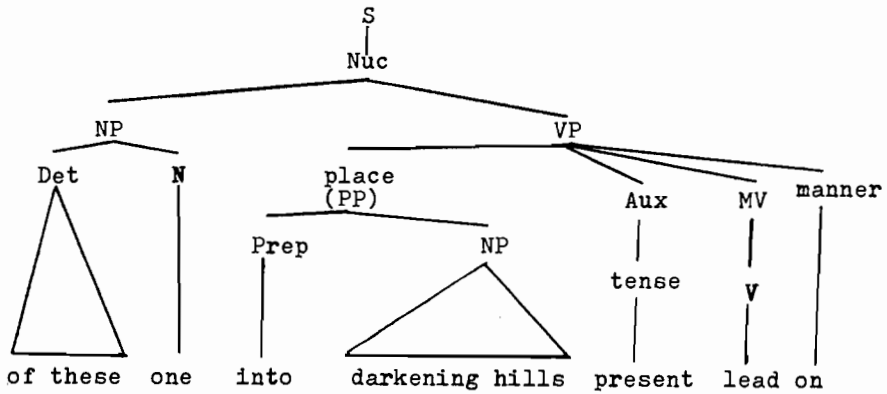 S
Nuc
NP VP
Det N place Aux MV manner
(PP)
Prep NP
tense V
of these one into darkening hills present lead on